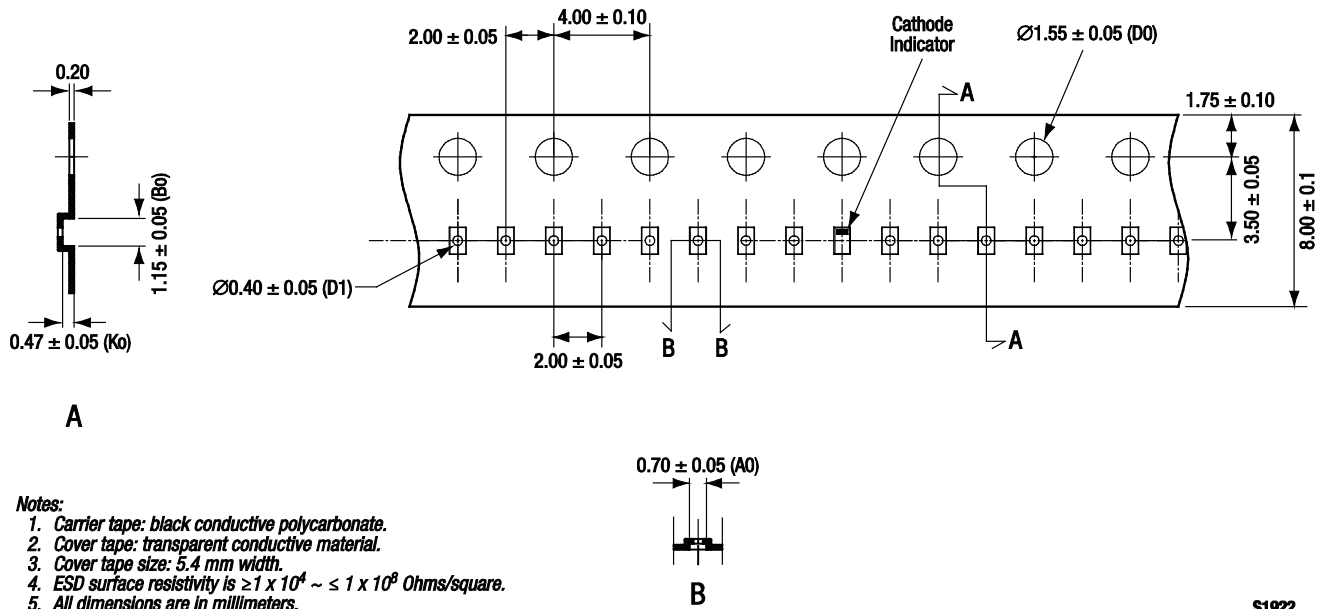 4.00 ± 0.10
2.00 ± 0.05
Cathode
Indicator
Ø1.55 ± 0.05 (D0)
0.20
A
1.75 ± 0.10
1.15 ± 0.05 (Bo)
3.50 ± 0.05
8.00 ± 0.1
Ø0.40 ± 0.05 (D1)
0.47 ± 0.05 (Ko)
B
B
A
2.00 ± 0.05
A
0.70 ± 0.05 (A0)
B
Notes:
1. Carrier tape: black conductive polycarbonate.
2. Cover tape: transparent conductive material.
3. Cover tape size: 5.4 mm width.
4. ESD surface resistivity is ≥1 x 10⁴ ~ ≤ 1 x 10⁸ Ohms/square.
5. All dimensions are in millimeters.
S1922